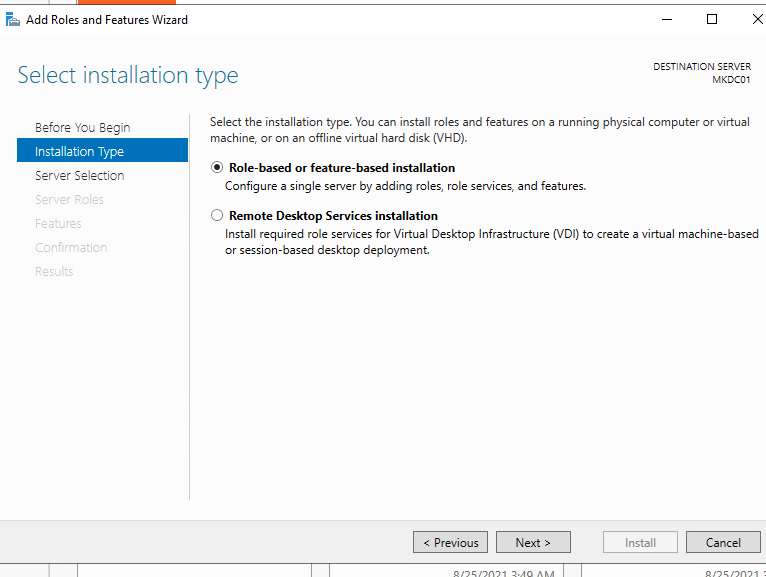 Add Roles and Features Wizard
Select installation type
DESTINATION SERVER
MKDC01
Before You Begin
Installation Type
Server Selection
Server Roles
Features
Confirmation
Results
Select the installation type. You can install roles and features on a running physical computer or virtual
machine, or on an offline virtual hard disk (VHD).
Role-based or feature-based installation
Configure a single server by adding roles, role services, and features.
Remote Desktop Services installation
Install required role services for Virtual Desktop Infrastructure (VDI) to create a virtual machine-based
or session-based desktop deployment.
< Previous
Next >
Install
Cancel
8/25/2021 3:49 AM
8/25/2021